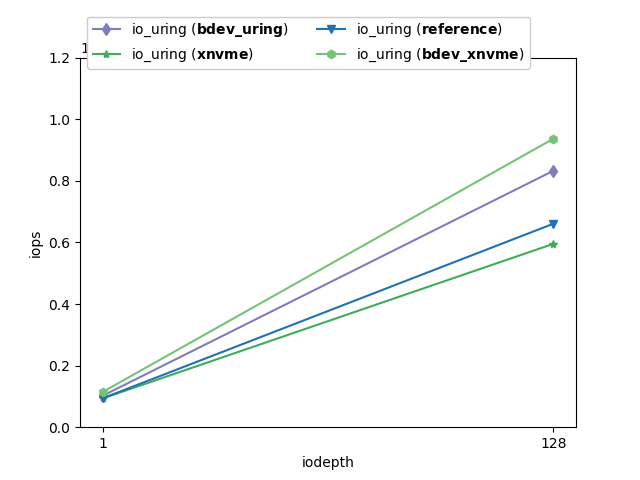 io_uring (bdev_uring) io_uring (reference)
io_uring (xnvme) io_uring (bdev_xnvme)
1.2
1.0
0.8
0.6
0.4
0.2
0.0
iops
1 128
iodepth